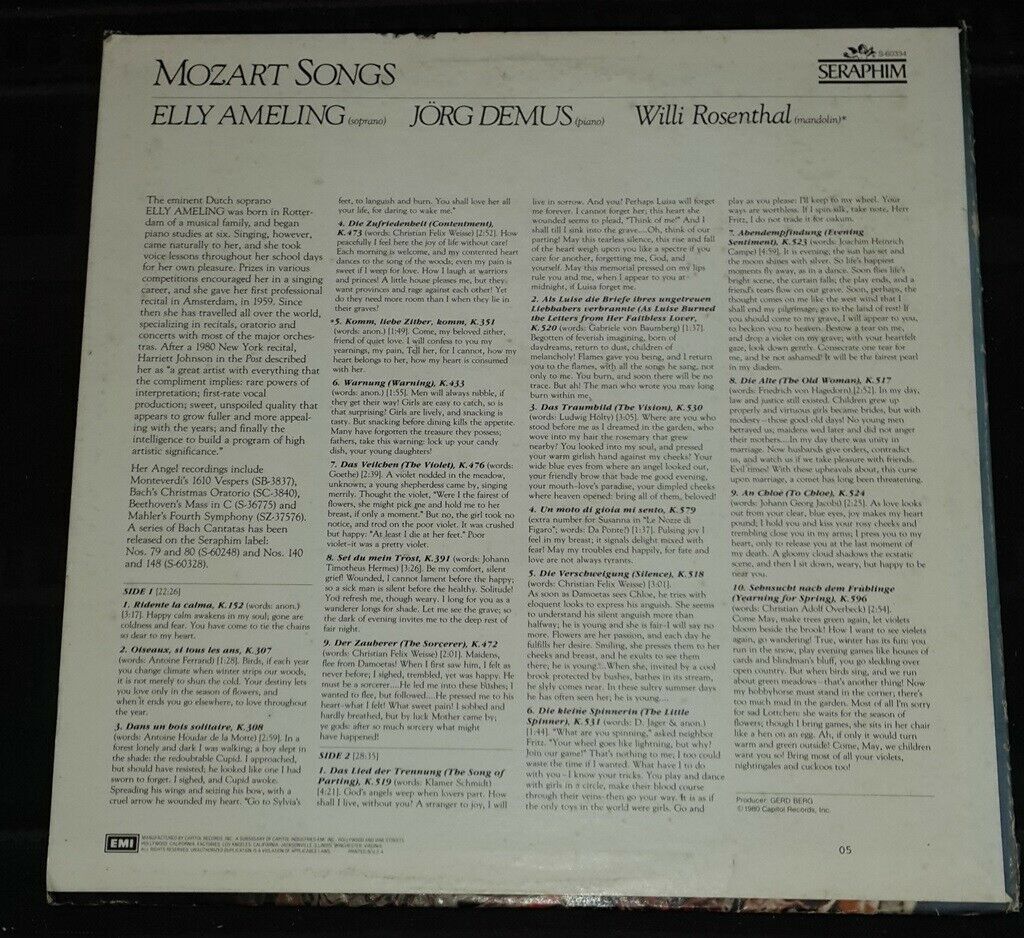 MOZART SONGS
S-60334
SERAPHIM
ELLY AMELING (soprano) JÖRG DEMUS (piano) Willi Rosenthal (mandolin)*
The eminent Dutch soprano
ELLY AMELING was born in Rotter-
dam of a musical family, and began
piano studies at six. Singing, however,
came naturally to her, and she took
voice lessons throughout her school days
for her own pleasure. Prizes in various
competitions encouraged her in a singing
career, and she gave her first professional
recital in Amsterdam, in 1959. Since
then she has travelled all over the world,
specializing in recitals, oratorio and
concerts with most of the major orches-
tras. After a 1980 New York recital,
Harriett Johnson in the Post described
her as "a great artist with everything that
the compliment implies: rare powers of
interpretation; first-rate vocal
production; sweet, unspoiled quality that
appears to grow fuller and more appeal-
ing with the years; and finally the
intelligence to build a program of high
artistic significance."
Her Angel recordings include
Monteverdi's 1610 Vespers (SB-3837),
Bach's Christmas Oratorio (SC-3840),
Beethoven's Mass in C (S-36775) and
Mahler's Fourth Symphony (SZ-37576).
A series of Bach Cantatas has been
released on the Seraphim label:
Nos. 79 and 80 (S-60248) and Nos. 140
and 148 (S-60328).
SIDE 1 [22:26]
1. Ridente la calma, K.152 (words: anon.)
[3:17]. Happy calm awakens in my soul; gone are
coldness and fear. You have come to tie the chains
so dear to my heart.
2. Oiseaux, si tous les ans, K.307
(words: Antoine Ferrand) [1:28]. Birds, if each year
you change climate when winter strips our woods,
it is not merely to shun the cold. Your destiny lets
you love only in the season of flowers, and
when it ends you go elsewhere, to love throughout
the year.
3. Dans un bois solitaire, K.308
(words: Antoine Houdar de la Motte) [2:59]. In a
forest lonely and dark I was walking; a boy slept in
the shade: the redoubtable Cupid. I approached,
but should have resisted; he looked like one I had
sworn to forget. I sighed, and Cupid awoke.
Spreading his wings and seizing his bow, with a
cruel arrow he wounded my heart. "Go to Sylvia's
feet, to languish and burn. You shall love her all
your life, for daring to wake me."
4. Die Zufriedenheit (Contentment),
K.473 (words: Christian Felix Weisse) [2:52]. How
peacefully I feel here the joy of life without care!
Each morning is welcome, and my contented heart
dances to the song of the woods; even my pain is
sweet if I weep for love. How I laugh at warriors
and princes! A little house pleases me, but they
want provinces and rage against each other! Yet
do they need more room than I when they lie in
their graves?
*5. Komm, liebe Zither, komm, K.351
(words: anon.) [1:49]. Come, my beloved zither,
friend of quiet love. I will confess to you my
yearnings, my pain, Tell her, for I cannot, how my
heart belongs to her, how my heart is consumed
with her.
6. Warnung (Warning), K.433
(words: anon.) [1:55]. Men will always nibble, if
they get their way! Girls are easy to catch, so is
that surprising? Girls are lively, and snacking is
tasty. But snacking before dining kills the appetite.
Many have forgotten the treasure they possess;
fathers, take this warning: lock up your candy
dish, your young daughters!
7. Das Veilchen (The Violet), K.476 (words:
Goethe) [2:39]. A violet nodded in the meadow,
unknown; a young shepherdess came by, singing
merrily. Thought the violet, "Were I the fairest of
flowers, she might pick me and hold me to her
breast, if only a moment." But no, the girl took no
notice, and trod on the poor violet. It was crushed
but happy: "At least I die at her feet." Poor
violet–it was a pretty violet.
8. Sei du mein Trost, K.391 (words: Johann
Timotheus Hermes) [3:26]. Be my comfort, silent
grief! Wounded, I cannot lament before the happy;
so a sick man is silent before the healthy. Solitude!
Yod refresh me, though weary. I long for you as a
wanderer longs for shade. Let me see the grave; so
the dark of evening invites me to the deep rest of
fair night.
9. Der Zauberer (The Sorcerer), K.472
(words: Christian Felix Weisse) [2:01]. Maidens,
flee from Damoetas! When I first saw him, I felt as
never before; I sighed, trembled, yet was happy. He
must be a sorcerer....He led me into these bushes; I
wanted to flee, but followed....He pressed me to his
heart–what I felt! What sweet pain! I sobbed and
hardly breathed, but by luck Mother came by;
ye gods: after so much sorcery what might
have happened!
SIDE 2 [28:35]
1. Das Lied der Trennung (The Song of
Parting), K.519 (words: Klamer Schmidt)
[4:21]. God's angels weep when lovers part. How
shall I live, without you? A stranger to joy, I will
live in sorrow. And you! Perhaps Luisa will forget
me forever. I cannot forget her; this heart she
wounded seems to plead, "Think of me!" And I
shall till I sink into the grave....Oh, think of our
parting! May this tearless silence, this rise and fall
of the heart weigh upon you like a spectre if you
care for another, forgetting me, God, and
yourself. May this memorial pressed on my lips
rule you and me, when I appear to you at
midnight, if Luisa forget me.
2. Als Luise die Briefe ihres ungetreuen
Liebhabers verbrannte (As Luise Burned
the Letters from Her Faithless Lover,
K.520 (words: Gabriele von Baumberg) [1:37].
Begotten of feverish imagining, born of
daydreams, return to dust, children of
melancholy! Flames gave you being, and I return
you to the flames, with all the songs he sang, not
only to me. You burn, and soon there will be no
trace. But ah! The man who wrote you may long
burn within me.
3. Das Traumbild (The Vision), K.530
(words: Ludwig Hölty) [3:05]. Where are you who
stood before me as I dreamed in the garden, who
wove into my hair the rosemary that grew
nearby? You looked into my soul, and pressed
your warm girlish hand against my cheeks! Your
wide blue eyes from where an angel looked out,
your friendly brow that bade me good evening,
your mouth–love's paradise, your dimpled cheeks
where heaven opened: bring all of them, beloved!
4. Un moto di gioia mi sento, K.579
(extra number for Susanna in "Le Nozze di
Figaro"; words: Da Ponte?) [1:37]. Pulsing joy I
feel in my breast; it signals delight mixed with
fear! May my troubles end happily, for fate and
love are not always tyrants.
5. Die Verschweigung (Silence), K.518
(words: Christian Felix Weisse) [3:01].
As soon as Damoetas sees Chloe, he tries with
eloquent looks to express his anguish. She seems
to understand his silent anguish more than
halfway; he is young and she is fair–I will say no
more. Flowers are her passion, and each day he
fulfills her desire. Smiling, she presses them to her
cheeks and breast, and he exults to see them
there; he is young....When she, invited by a cool
brook protected by bushes, bathes in its stream,
he slyly comes near. In these sultry summer days
he has often seen her; he is young....
6. Die kleine Spinnerin (The Little
Spinner), K.531 (words: D. Jäger & anon.)
[1:44]. "What are you spinning," asked neighbor
Fritz. "Your wheel goes like lightning, but why?
Join our game!" That's nothing to me, I too could
waste the time if I wanted. What have I to do
with you–I know your tricks. You play and dance
with girls in a circle, make their blood course
through their veins–then go your way. It is as if
the only toys in the world were girls. Go and
play as you please: I'll keep to my wheel. Your
ways are worthless. If I spin silk, take note, Herr
Fritz, I do not trade it for oakum.
7. Abendempfindung (Evening
Sentiment), K.523 (words: Joachim Heinrich
Campe) [4:59]. It is evening; the sun has set and
the moon shines with silver. So life's happiest
moments fly away, as in a dance. Soon flies life's
bright scene, the curtain falls; the play ends, and a
friend's tears flow on our grave. Soon, perhaps, the
thought comes on me like the west wind that I
shall end my pilgrimage, go to the land of rest! If
you should come to my grave, I will appear to you,
to beckon you to heaven. Bestow a tear on me,
and drop a violet on my grave; with your heartfelt
gaze, look down gently. Consecrate one tear for
me, and be not ashamed! It will be the fairest pearl
in my diadem.
8. Die Alte (The Old Woman), K.517
(words: Friedrich von Hagedorn) [2:52]. In my day,
law and justice still existed. Children grew up
properly and virtuous girls became brides, but with
modesty–those good old days! No young men
betrayed us; maidens wed later and did not anger
their mothers....In my day there was unity in
marriage. Now husbands give orders, contradict
us, and watch us if we take pleasure with friends.
Evil times! With these upheavals about, this curse
upon marriage, a comet has long been threatening.
9. An Chloë (To Chloe), K.524
(words: Johann Georg Jacobi) [2:25]. As love looks
out from your clear, blue eyes, joy makes my heart
pound; I hold you and kiss your rosy cheeks and
trembling close you in my arms; I press you to my
heart, only to release you at the last moment of
my death. A gloomy cloud shadows the ecstatic
scene, and then I sit down, weary, but happy to be
near you.
10. Sehnsucht nach dem Frühlinge
(Yearning for Spring), K.596
(words: Christian Adolf Overbeck) [2:54].
Come May, make trees green again, let violets
bloom beside the brook! How I want to see violets
again, go wandering! True, winter has its fun: you
run in the snow, play evening games like houses of
cards and blindman's bluff, you go sledding over
open country. But when birds sing, and we run
about green meadows–that's another thing! Now
my hobbyhorse must stand in the corner; there's
too much mud in the garden. Most of all I'm sorry
for sad Lottchen: she waits for the season of
flowers; though I bring games, she sits in her chair
like a hen on an egg. Ah, if only it would turn
warm and green outside! Come, May, we children
want you so! Bring most of all your violets,
nightingales and cuckoos too!
Producer: GERD BERG
© 1980 Capitol Records, Inc.
EMI
MANUFACTURED BY CAPITOL RECORDS, INC., A SUBSIDIARY OF CAPITOL INDUSTRIES-EMI, INC., HOLLYWOOD AND VINE STREETS,
HOLLYWOOD, CALIFORNIA. FACTORIES: LOS ANGELES, CALIFORNIA; JACKSONVILLE, ILLINOIS; WINCHESTER, VIRGINIA.
ALL RIGHTS RESERVED. UNAUTHORIZED DUPLICATION IS A VIOLATION OF APPLICABLE LAWS. PRINTED IN U.S.A.
05